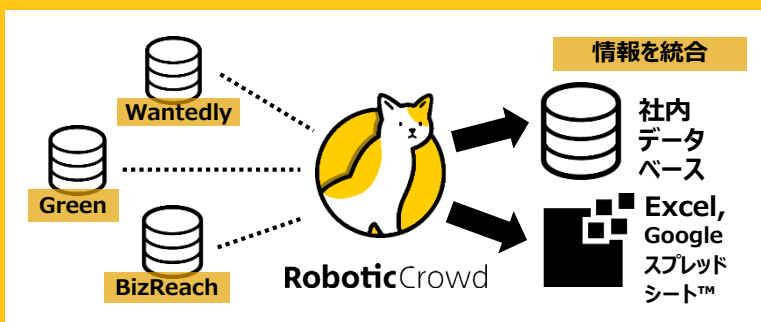 Wantedly
Green
BizReach
RoboticCrowd
情報を統合
社内
データ
ベース
Excel,
Google
スプレッド
シート™